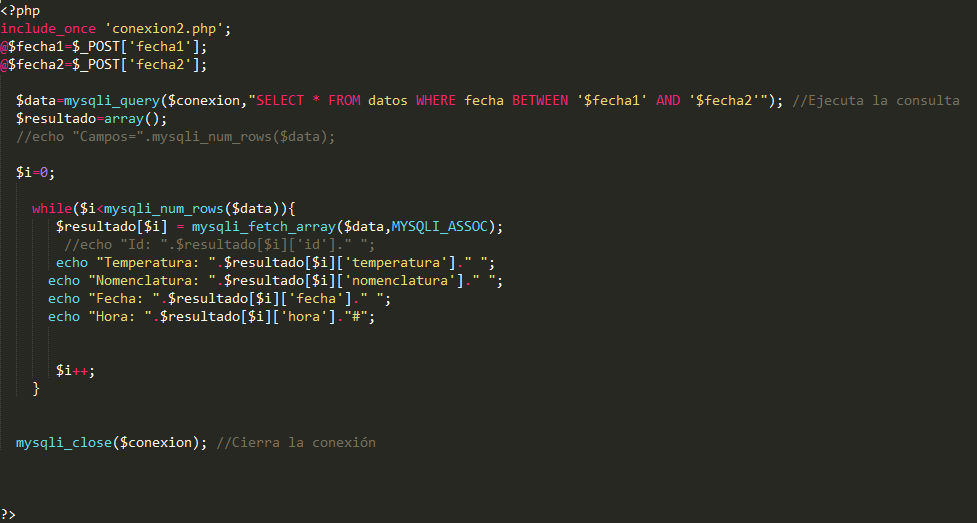 <?php
include_once 'conexion2.php';
@$fecha1=$_POST['fecha1'];
@$fecha2=$_POST['fecha2'];
$data=mysqli_query($conexion,"SELECT * FROM datos WHERE fecha BETWEEN '$fecha1' AND '$fecha2'"); //Ejecuta la consulta
$resultado=array();
//echo "Campos=".mysqli_num_rows($data);
$i=0;
while($i<mysqli_num_rows($data)){
$resultado[$i] = mysqli_fetch_array($data,MYSQLI_ASSOC);
//echo "Id: ".$resultado[$i]['id']." ";
echo "Temperatura: ".$resultado[$i]['temperatura']." ";
echo "Nomenclatura: ".$resultado[$i]['nomenclatura']." ";
echo "Fecha: ".$resultado[$i]['fecha']." ";
echo "Hora: ".$resultado[$i]['hora']."#";
$i++;
}
mysqli_close($conexion); //Cierra la conexión
?>